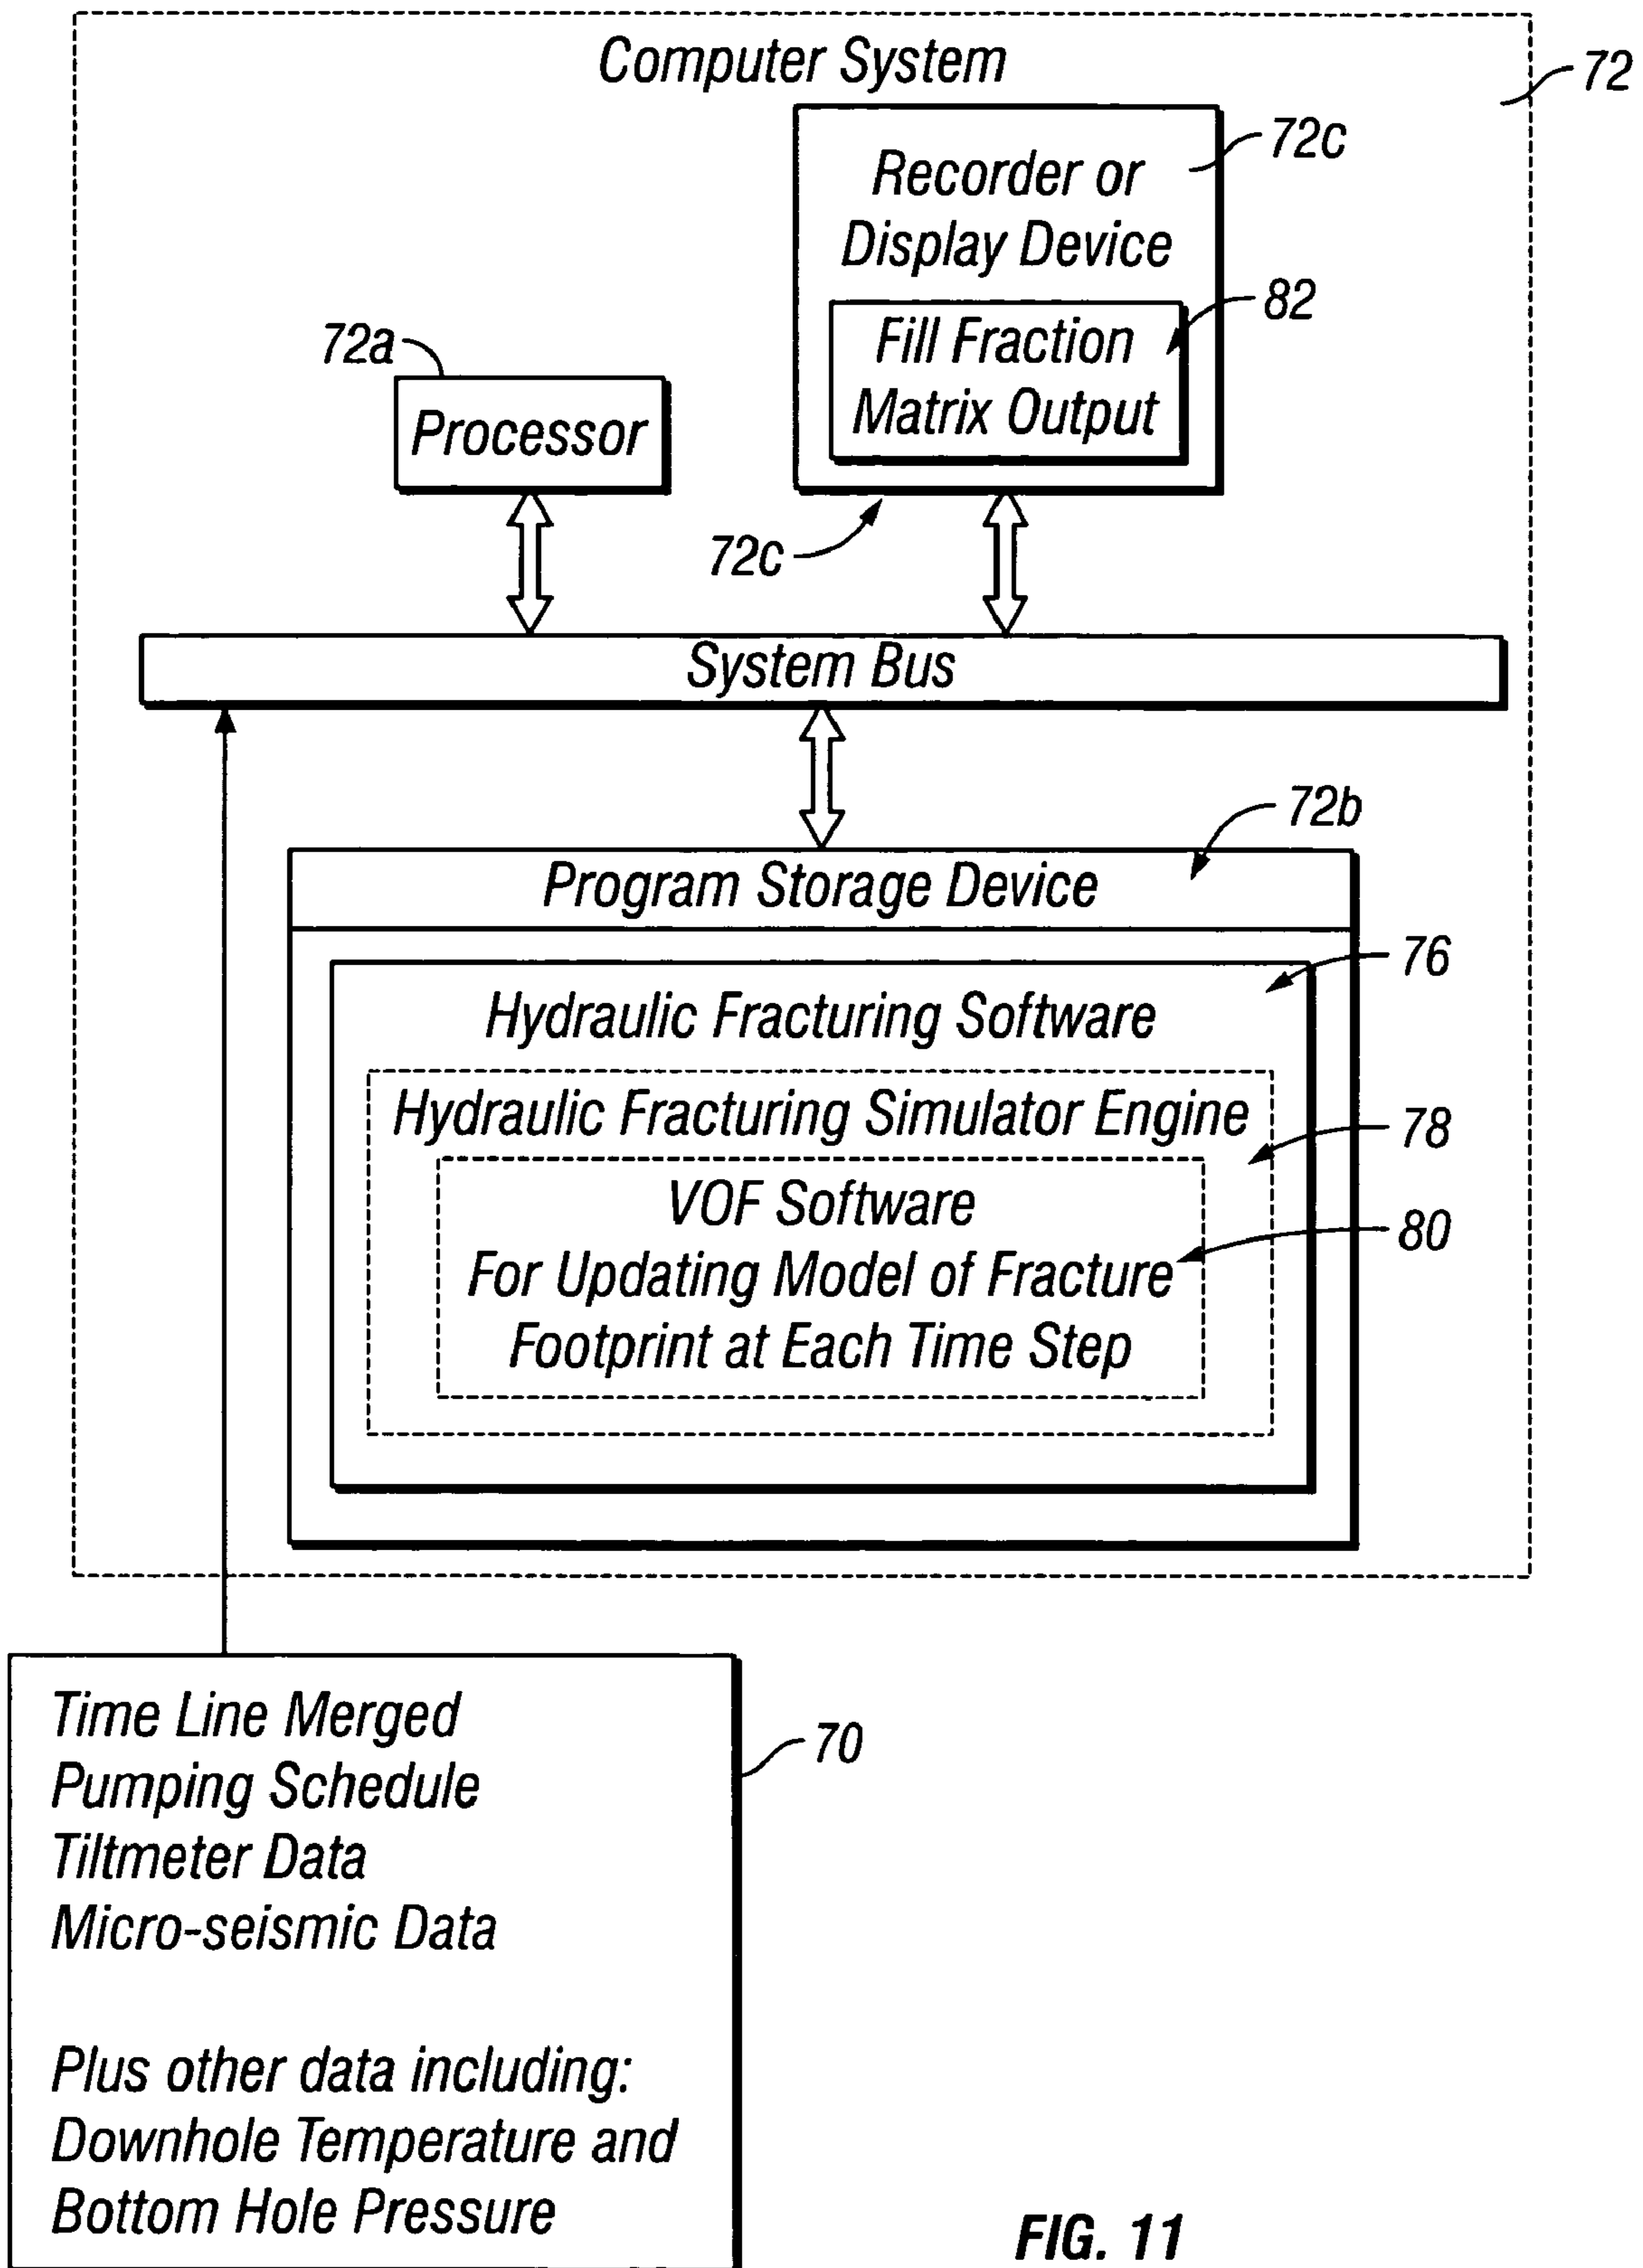 Computer System
72
72c
Recorder or
Display Device
82
Fill Fraction
Matrix Output
72a
Processor
72c
System Bus
72b
Program Storage Device
76
Hydraulic Fracturing Software
Hydraulic Fracturing Simulator Engine
78
VOF Software
80
For Updating Model of Fracture
Footprint at Each Time Step
Time Line Merged
70
Pumping Schedule
Tiltmeter Data
Micro-seismic Data
Plus other data including:
Downhole Temperature and
Bottom Hole Pressure
FIG. 11